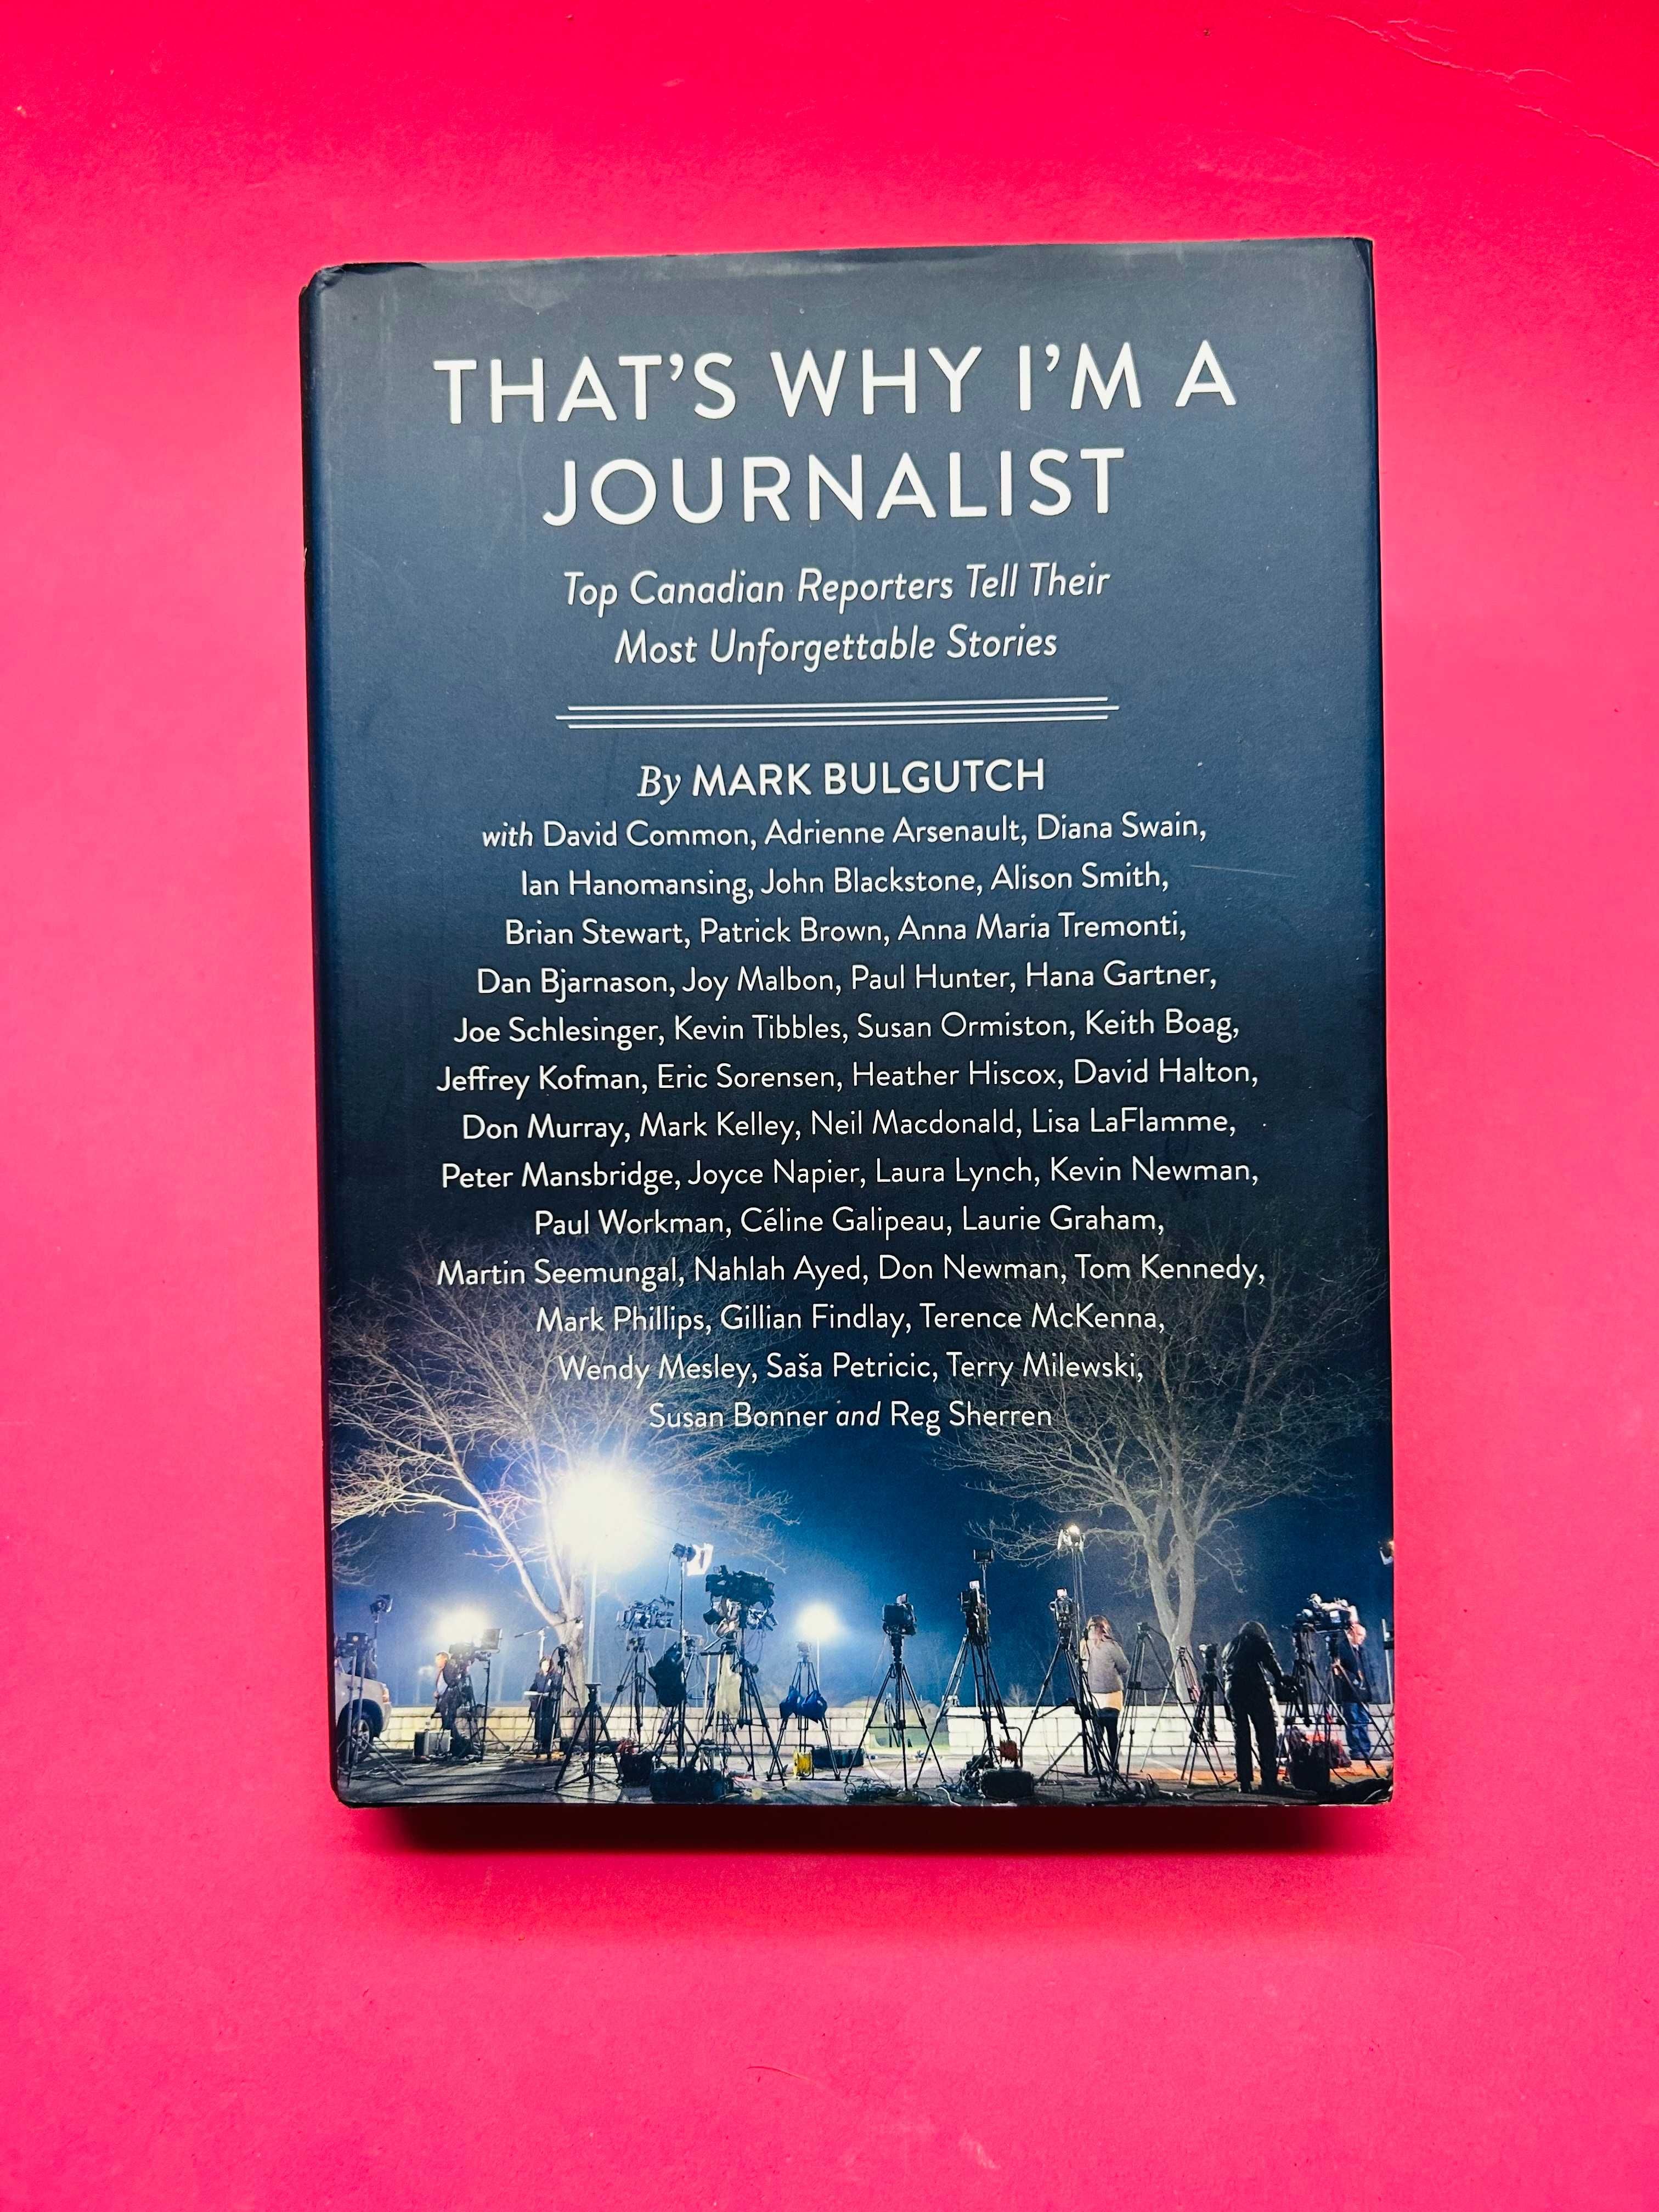 THAT'S WHY I'M A
JOURNALIST
Top Canadian Reporters Tell Their
Most Unforgettable Stories
By MARK BULGUTCH
with David Common, Adrienne Arsenault, Diana Swain,
Ian Hanomansing, John Blackstone, Alison Smith,
Brian Stewart, Patrick Brown, Anna Maria Tremonti,
Dan Bjarnason, Joy Malbon, Paul Hunter, Hana Gartner,
Joe Schlesinger, Kevin Tibbles, Susan Ormiston, Keith Boag,
Jeffrey Kofman, Eric Sorensen, Heather Hiscox, David Halton,
Don Murray, Mark Kelley, Neil Macdonald, Lisa LaFlamme,
Peter Mansbridge, Joyce Napier, Laura Lynch, Kevin Newman,
Paul Workman, Céline Galipeau, Laurie Graham,
Martin Seemungal, Nahlah Ayed, Don Newman, Tom Kennedy,
Mark Phillips, Gillian Findlay, Terence McKenna,
Wendy Mesley, Saša Petricic, Terry Milewski,
Susan Bonner and Reg Sherren